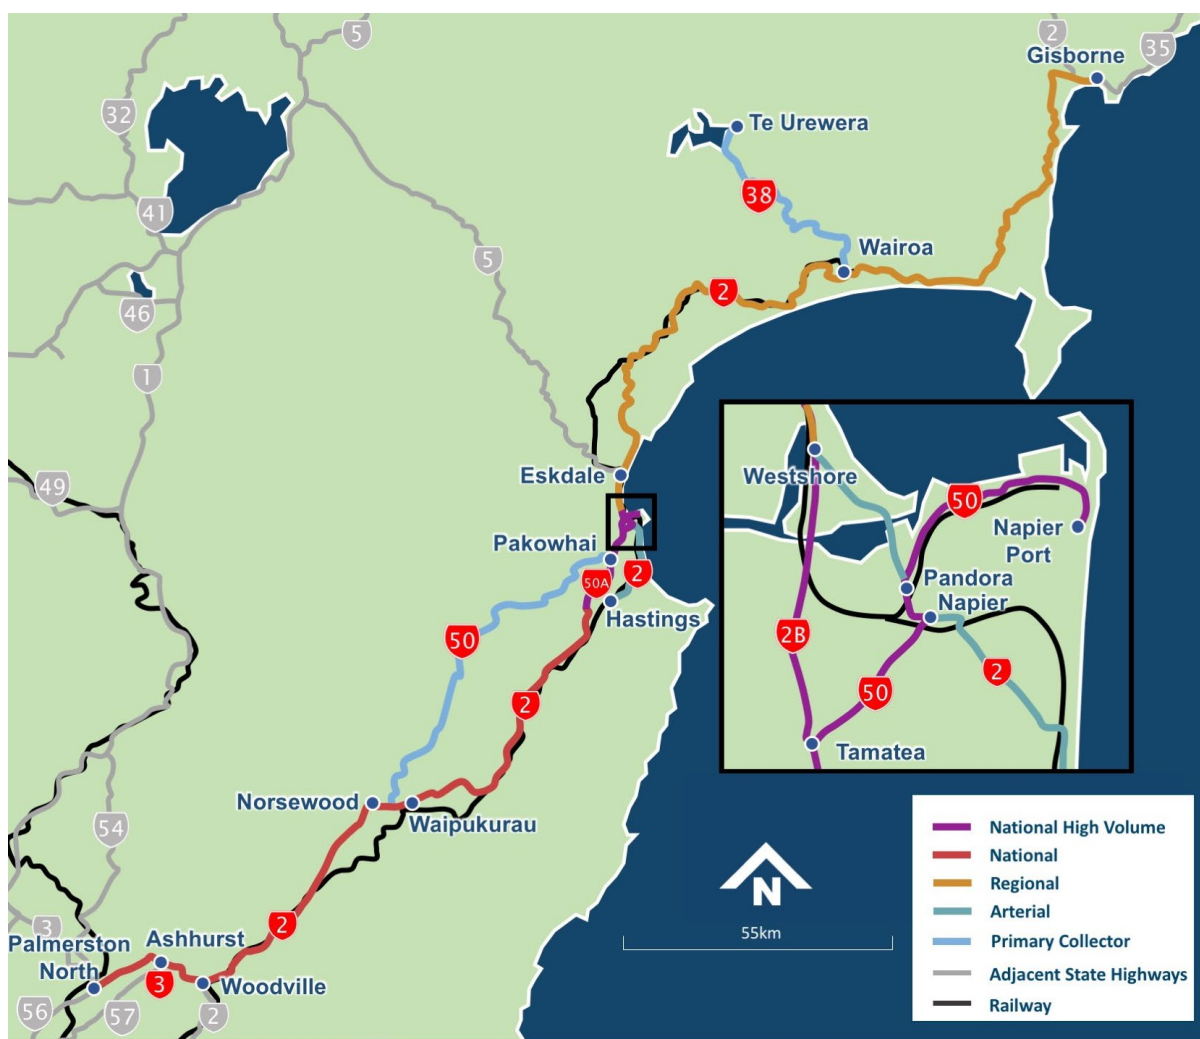 5
2
35
Gisborne
32
Te Urewera
38
41
Wairoa
5
46
2
1
Eskdale
49
Pakowhai
50A
2
Hastings
50
2
Norsewood
Waipukurau
54
2
3
Palmerston
North
Ashhurst
3
Woodville
56
57
2
Westshore
50
Napier
Port
Pandora
Napier
2B
2
50
Tamatea
N
55km
National High Volume
National
Regional
Arterial
Primary Collector
Adjacent State Highways
Railway